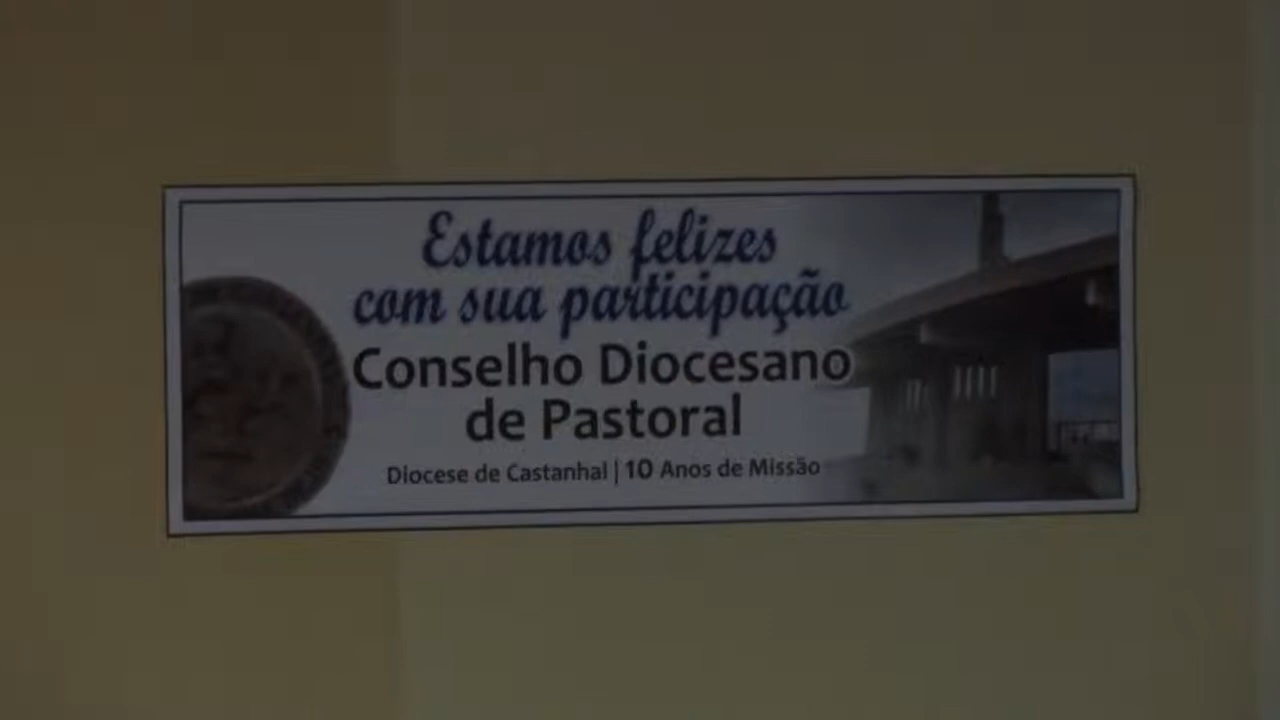 Estamos felizes
com sua participação
Conselho Diocesano
de Pastoral
Diocese de Castanhal | 10 Anos de Missão